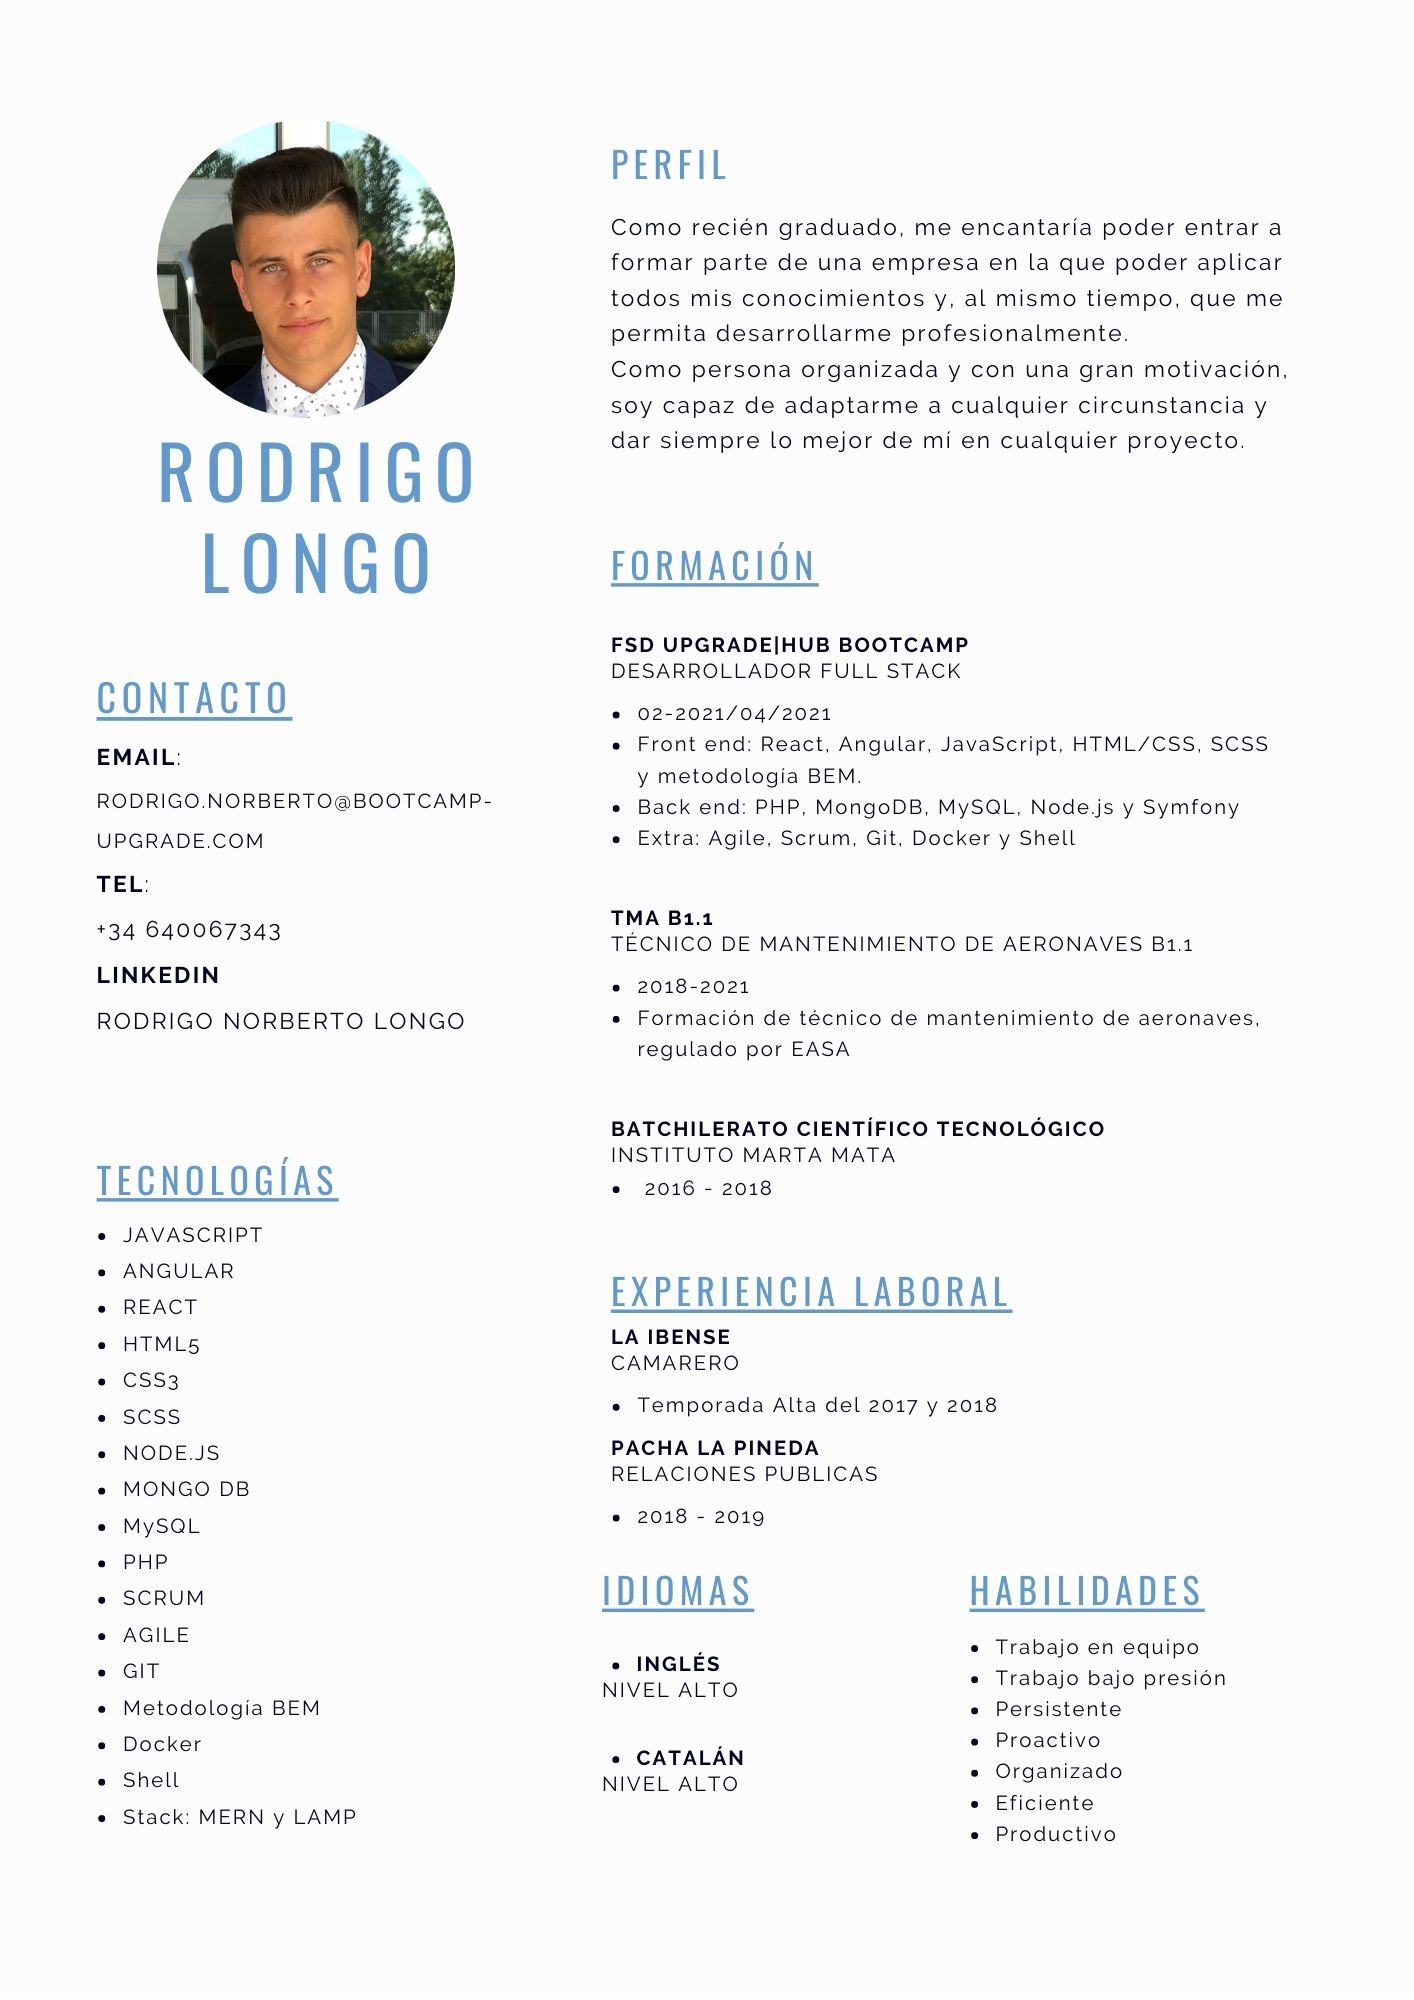 RODRIGO
LONGO
CONTACTO
EMAIL:
RODRIGO.NORBERTO@BOOTCAMP-
UPGRADE.COM
TEL:
+34 640067343
LINKEDIN
RODRIGO NORBERTO LONGO
TECNOLOGÍAS
• JAVASCRIPT
• ANGULAR
• REACT
• HTML5
• CSS3
• SCSS
• NODE.JS
• MONGO DB
• MySQL
• PHP
• SCRUM
• AGILE
• GIT
• Metodología BEM
• Docker
• Shell
• Stack: MERN y LAMP
PERFIL
Como recién graduado, me encantaría poder entrar a
formar parte de una empresa en la que poder aplicar
todos mis conocimientos y, al mismo tiempo, que me
permita desarrollarme profesionalmente.
Como persona organizada y con una gran motivación,
soy capaz de adaptarme a cualquier circunstancia y
dar siempre lo mejor de mí en cualquier proyecto.
FORMACIÓN
FSD UPGRADE|HUB BOOTCAMP
DESARROLLADOR FULL STACK
• 02-2021/04/2021
• Front end: React, Angular, JavaScript, HTML/CSS, SCSS
y metodología BEM.
• Back end: PHP, MongoDB, MySQL, Node.js y Symfony
• Extra: Agile, Scrum, Git, Docker y Shell
TMA B1.1
TÉCNICO DE MANTENIMIENTO DE AERONAVES B1.1
• 2018-2021
• Formación de técnico de mantenimiento de aeronaves,
regulado por EASA
BATCHILERATO CIENTÍFICO TECNOLÓGICO
INSTITUTO MARTA MATA
• 2016 - 2018
EXPERIENCIA LABORAL
LA IBENSE
CAMARERO
• Temporada Alta del 2017 y 2018
PACHA LA PINEDA
RELACIONES PUBLICAS
• 2018 - 2019
IDIOMAS
• INGLÉS
NIVEL ALTO
• CATALÁN
NIVEL ALTO
HABILIDADES
• Trabajo en equipo
• Trabajo bajo presión
• Persistente
• Proactivo
• Organizado
• Eficiente
• Productivo